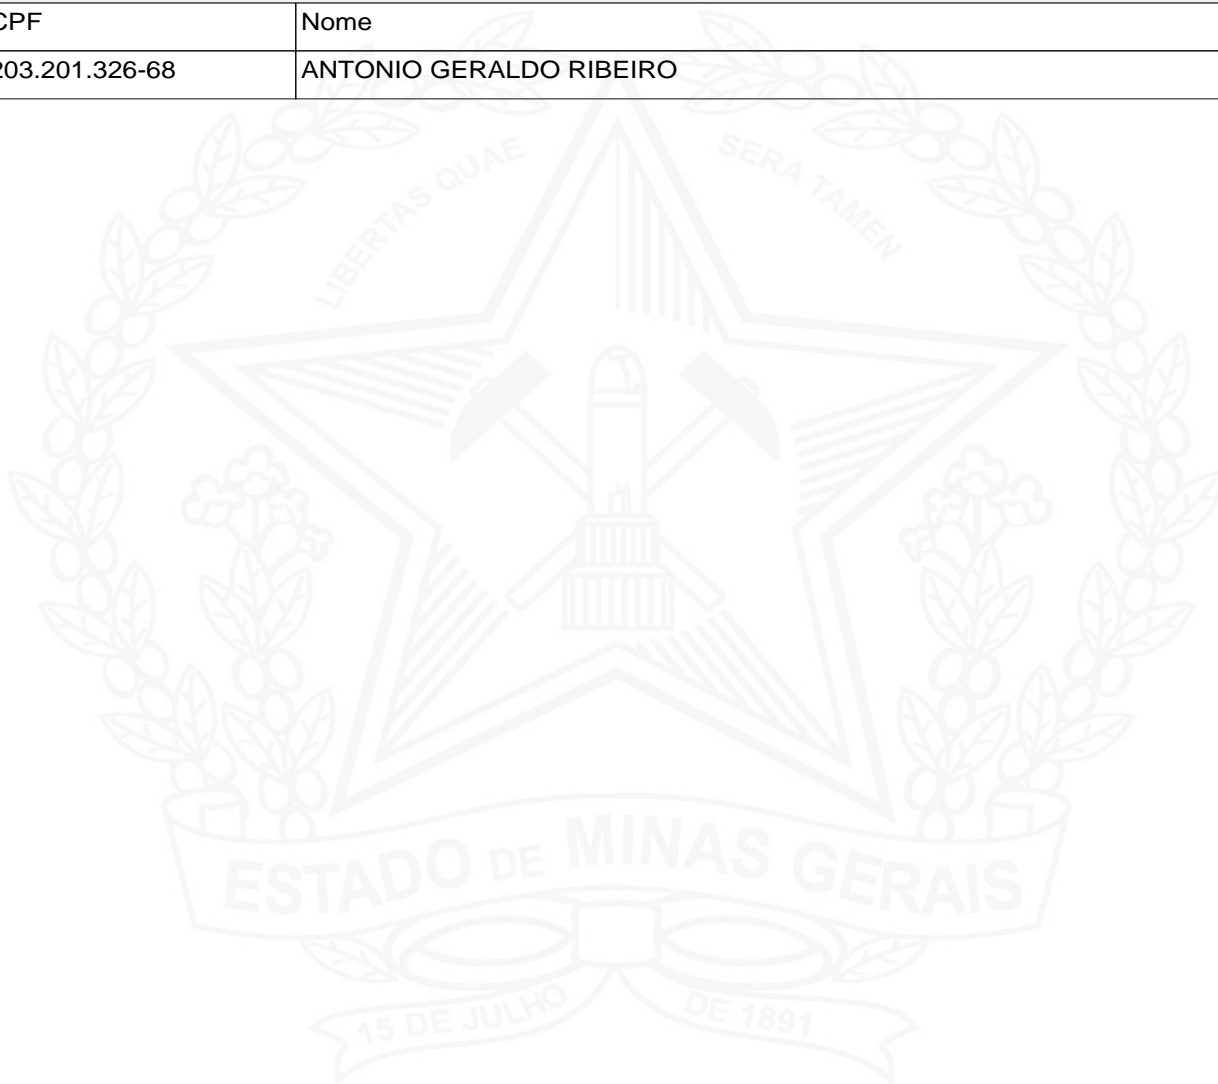 CPF Nome
203.201.326-68 ANTONIO GERALDO RIBEIRO
LIBERTAS QUAE SERA TAMEN
ESTADO DE MINAS GERAIS
15 DE JULHO DE 1891